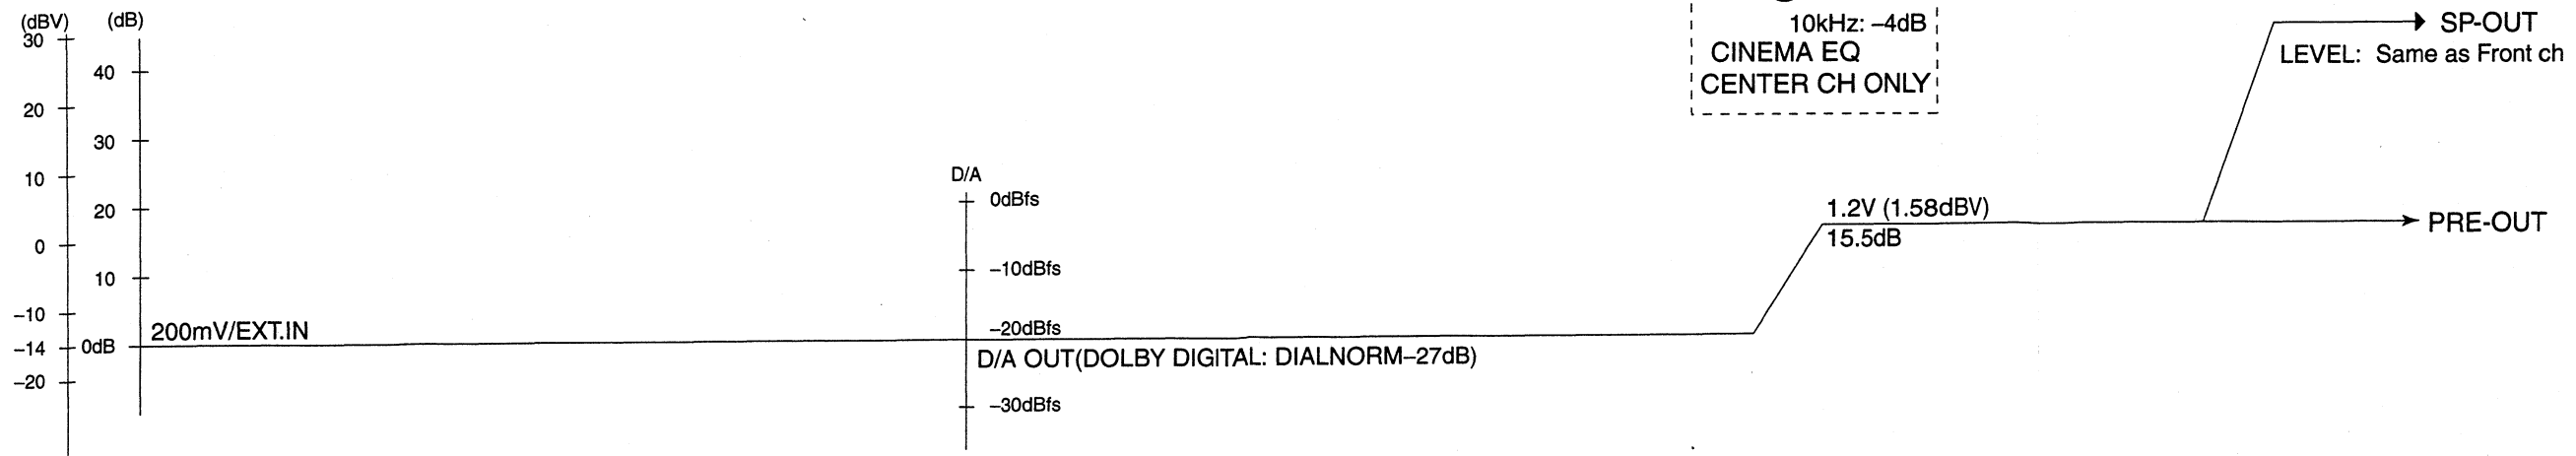 (dBV)
(dB)
30
20
10
0
−10
−14
−20
40
30
20
10
0dB
200mV/EXT.IN
D/A
0dBfs
−10dBfs
−20dBfs
D/A OUT(DOLBY DIGITAL: DIALNORM−27dB)
−30dBfs
10kHz: −4dB
CINEMA EQ
CENTER CH ONLY
1.2V (1.58dBV)
15.5dB
SP-OUT
LEVEL: Same as Front ch
PRE-OUT